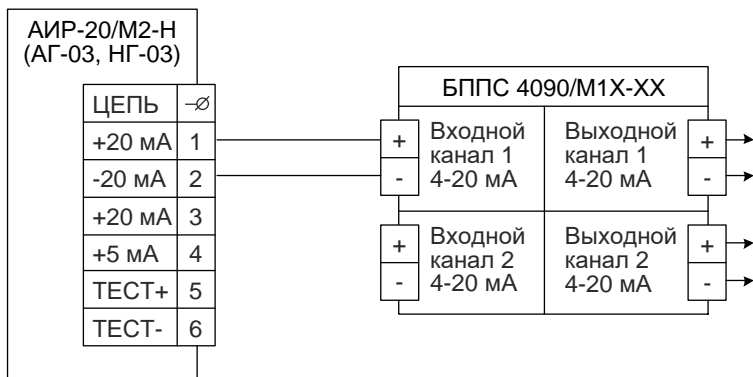 АИР-20/М2-Н
(АГ-03, НГ-03)
ЦЕПЬ
+20 мА 1
-20 мА 2
+20 мА 3
+5 мА 4
ТЕСТ+ 5
ТЕСТ- 6
БППС 4090/М1Х-ХХ
+ Входной Выходной +
канал 1 канал 1
- 4-20 мА 4-20 мА -
+ Входной Выходной +
канал 2 канал 2
- 4-20 мА 4-20 мА -